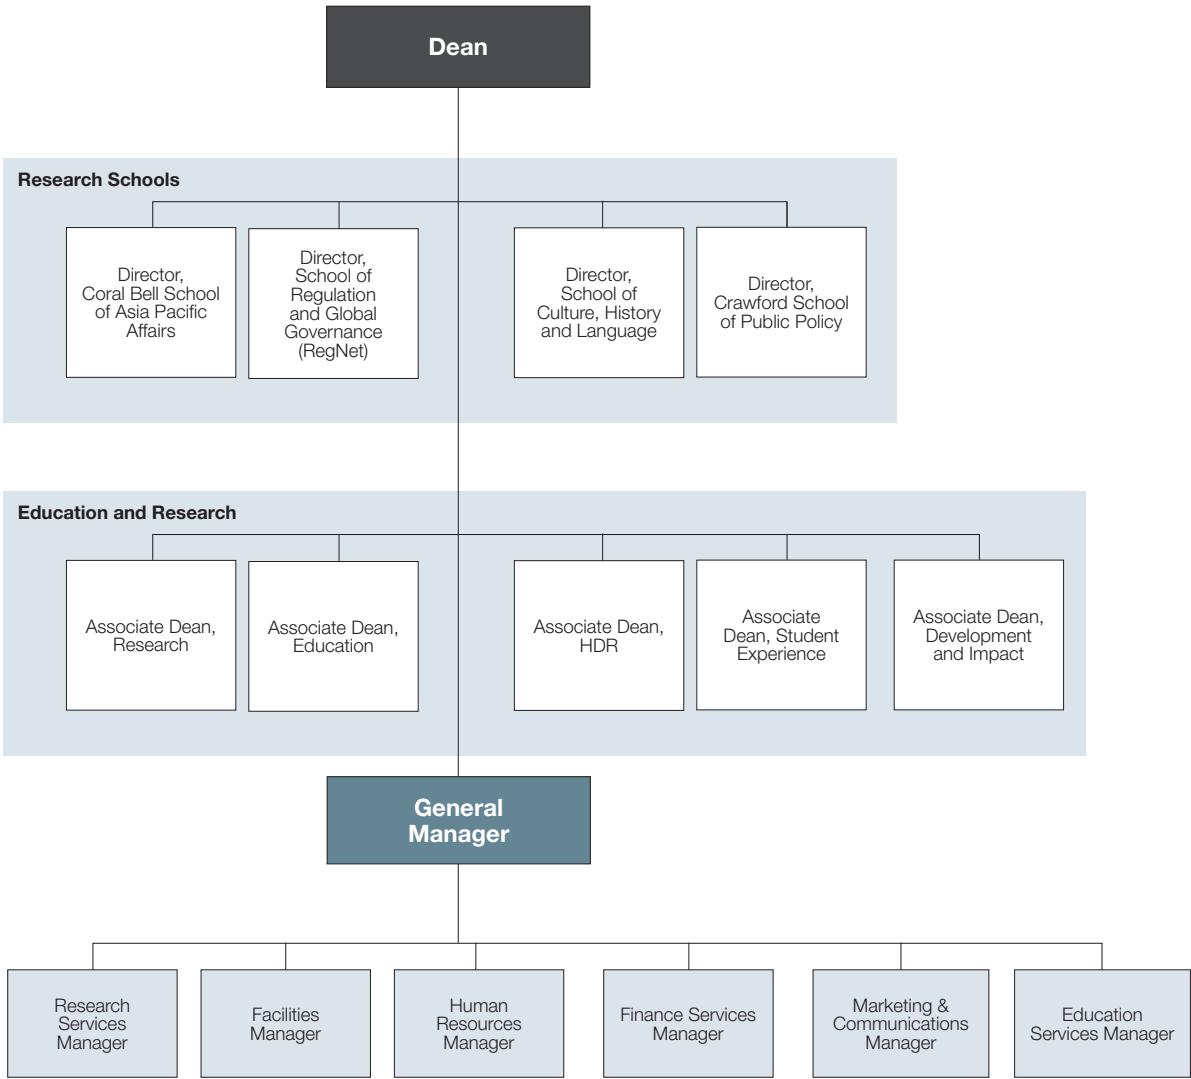 Dean
Research Schools
Director,
Coral Bell School
of Asia Pacific
Affairs
Director,
School of
Regulation
and Global
Governance
(RegNet)
Director,
School of
Culture, History
and Language
Director,
Crawford School
of Public Policy
Education and Research
Associate Dean,
Research
Associate Dean,
Education
Associate Dean,
HDR
Associate
Dean, Student
Experience
Associate Dean,
Development
and Impact
General
Manager
Research
Services
Manager
Facilities
Manager
Human
Resources
Manager
Finance Services
Manager
Marketing &
Communications
Manager
Education
Services Manager